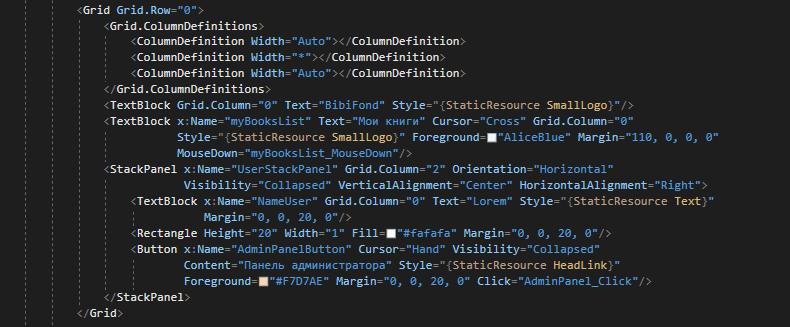 <Grid Grid.Row="0">
<Grid.ColumnDefinitions>
<ColumnDefinition Width="Auto"></ColumnDefinition>
<ColumnDefinition Width="*"></ColumnDefinition>
<ColumnDefinition Width="Auto"></ColumnDefinition>
</Grid.ColumnDefinitions>
<TextBlock Grid.Column="0" Text="BibiFond" Style="{StaticResource SmallLogo}"/>
<TextBlock x:Name="myBooksList" Text="Мои книги" Cursor="Cross" Grid.Column="0"
Style="{StaticResource SmallLogo}" Foreground="AliceBlue" Margin="110, 0, 0, 0"
MouseDown="myBooksList_MouseDown"/>
<StackPanel x:Name="UserStackPanel" Grid.Column="2" Orientation="Horizontal"
Visibility="Collapsed" VerticalAlignment="Center" HorizontalAlignment="Right">
<TextBlock x:Name="NameUser" Grid.Column="0" Text="Lorem" Style="{StaticResource Text}"
Margin="0, 0, 20, 0"/>
<Rectangle Height="20" Width="1" Fill="#fafafa" Margin="0, 0, 20, 0"/>
<Button x:Name="AdminPanelButton" Cursor="Hand" Visibility="Collapsed"
Content="Панель администратора" Style="{StaticResource HeadLink}"
Foreground="#F7D7AE" Margin="0, 0, 20, 0" Click="AdminPanel_Click"/>
</StackPanel>
</Grid>